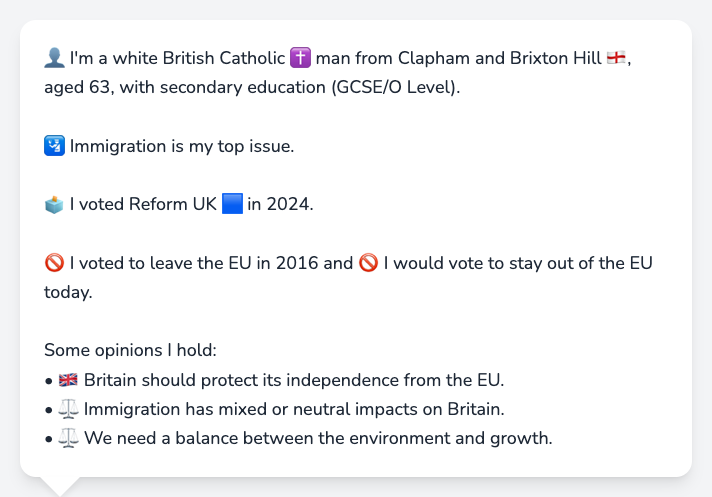 👤 I'm a white British Catholic ✝️ man from Clapham and Brixton Hill 🏴󠁧󠁢󠁥󠁮󠁧󠁿,
aged 63, with secondary education (GCSE/O Level).
🛂 Immigration is my top issue.
🗳️ I voted Reform UK 🟦 in 2024.
🚫 I voted to leave the EU in 2016 and 🚫 I would vote to stay out of the EU
today.
Some opinions I hold:
• 🇬🇧 Britain should protect its independence from the EU.
• ⚖️ Immigration has mixed or neutral impacts on Britain.
• ⚖️ We need a balance between the environment and growth.